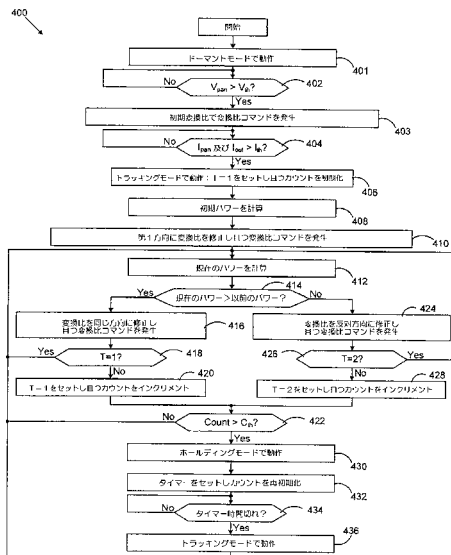 400
開始
ドーマントモードで動作
401
No
Vpan > Vth?
402
Yes
初期変換比で変換比コマンドを発生
403
No
Ipan 及び Iout > Ith?
404
Yes
トラッキングモードで動作：T－1をセットし且つカウントを初期化
406
初期パワーを計算
408
第1方向に変換比を修正し且つ変換比コマンドを発生
410
現在のパワーを計算
412
414
Yes
現在のパワー>以前のパワー?
No
変換比を同じ方向に修正し
且つ変換比コマンドを発生
416
変換比を反対方向に修正し
且つ変換比コマンドを発生
424
Yes
T=1?
418
426
T=2?
Yes
No
No
T－1をセットし且つカウントをインクリメント
420
T－2をセットし且つカウントをインクリメント
428
No
Count > Cth?
422
Yes
ホールディングモードで動作
430
タイマーをセットしカウントを再初期化
432
No
タイマー時間切れ?
434
Yes
トラッキングモードで動作
436